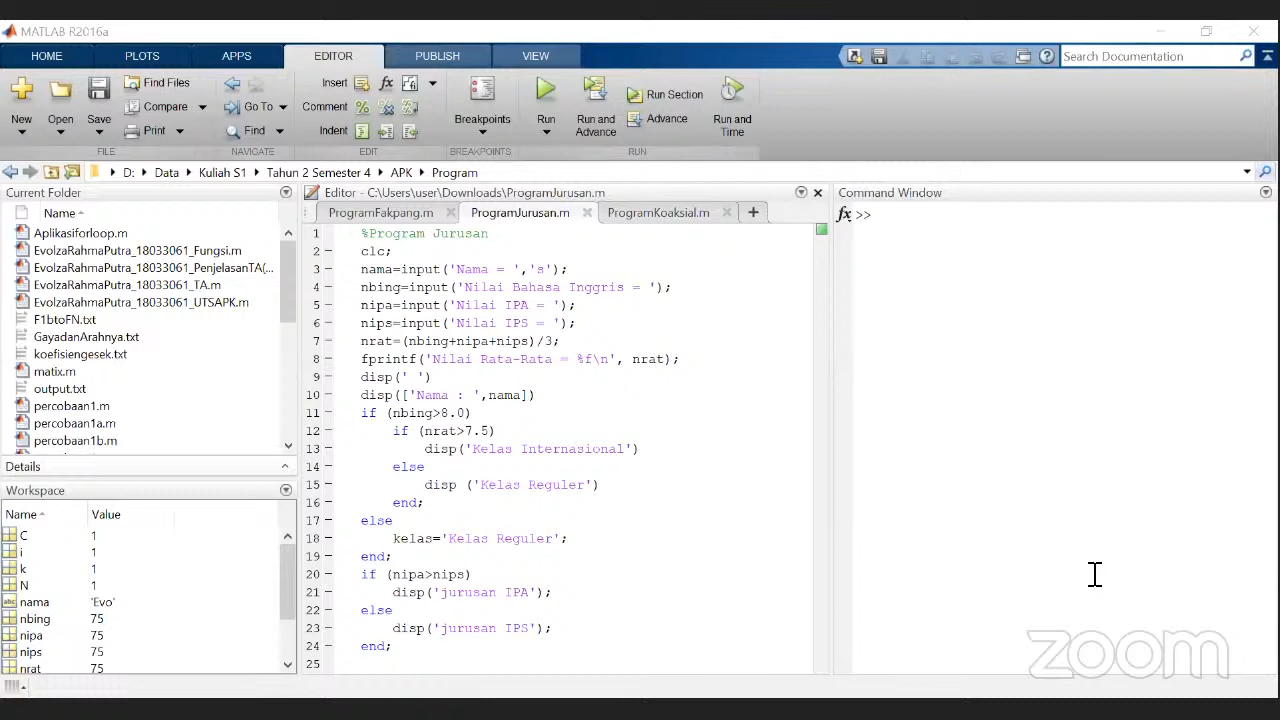 MATLAB R2016a
HOME PLOTS APPS EDITOR PUBLISH VIEW
Search Documentation
New
Open
Save
Find Files
Compare
Print
FILE
Go To
Find
NAVIGATE
Insert
Comment
Indent
EDIT
Breakpoints
BREAKPOINTS
Run
Run and
Advance
Run Section
Advance
Run and
Time
RUN
D: Data Kuliah S1 Tahun 2 Semester 4 APK Program
Current Folder
Name
Aplikasiforloop.m
EvolzaRahmaPutra_18033061_Fungsi.m
EvolzaRahmaPutra_18033061_PenjelasanTA(...
EvolzaRahmaPutra_18033061_TA.m
EvolzaRahmaPutra_18033061_UTSAPK.m
F1btoFN.txt
GayadanArahnya.txt
koefisiengesek.txt
matix.m
output.txt
percobaan1.m
percobaan1a.m
percobaan1b.m
Details
Workspace
Name Value
C 1
i 1
k 1
N 1
nama 'Evo'
nbing 75
nipa 75
nips 75
nrat 75
Editor - C:\Users\user\Downloads\ProgramJurusan.m
ProgramFakpang.m ProgramJurusan.m ProgramKoaksial.m
1 %Program Jurusan
2 clc;
3 nama=input('Nama = ','s');
4 nbing=input('Nilai Bahasa Inggris = ');
5 nipa=input('Nilai IPA = ');
6 nips=input('Nilai IPS = ');
7 nrat=(nbing+nipa+nips)/3;
8 fprintf('Nilai Rata-Rata = %f\n', nrat);
9 disp(' ')
10 disp(['Nama : ',nama])
11 if (nbing>8.0)
12 if (nrat>7.5)
13 disp('Kelas Internasional')
14 else
15 disp ('Kelas Reguler')
16 end;
17 else
18 kelas='Kelas Reguler';
19 end;
20 if (nipa>nips)
21 disp('jurusan IPA');
22 else
23 disp('jurusan IPS');
24 end;
25
Command Window
fx >>
zoom